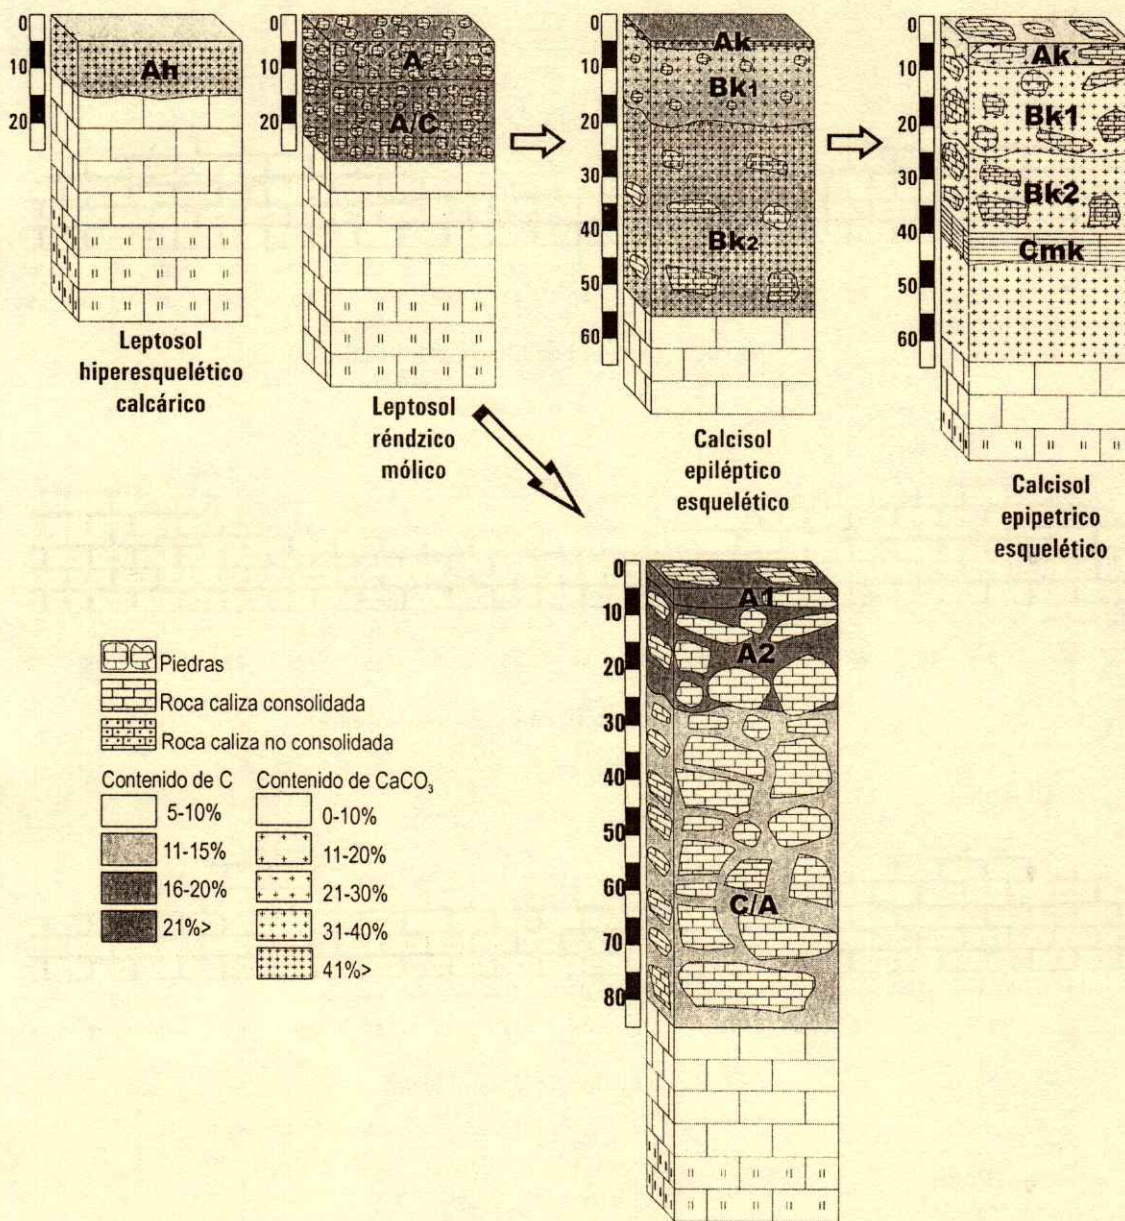 0
10
20
Ah
Leptosol
hiperesquelético
calcárico
0
10
20
A
A/C
Leptosol
réndzico
mólico
0
10
20
30
40
50
60
Ak
Bk1
Bk2
Calcisol
epiléptico
esquelético
0
10
20
30
40
50
60
Ak
Bk1
Bk2
Cmk
Calcisol
epipetrico
esquelético
0
10
20
30
40
50
60
70
80
A1
A2
C/A
Piedras
Roca caliza consolidada
Roca caliza no consolidada
Contenido de C
5-10%
11-15%
16-20%
21%>
Contenido de CaCO₃
0-10%
11-20%
21-30%
31-40%
41%>